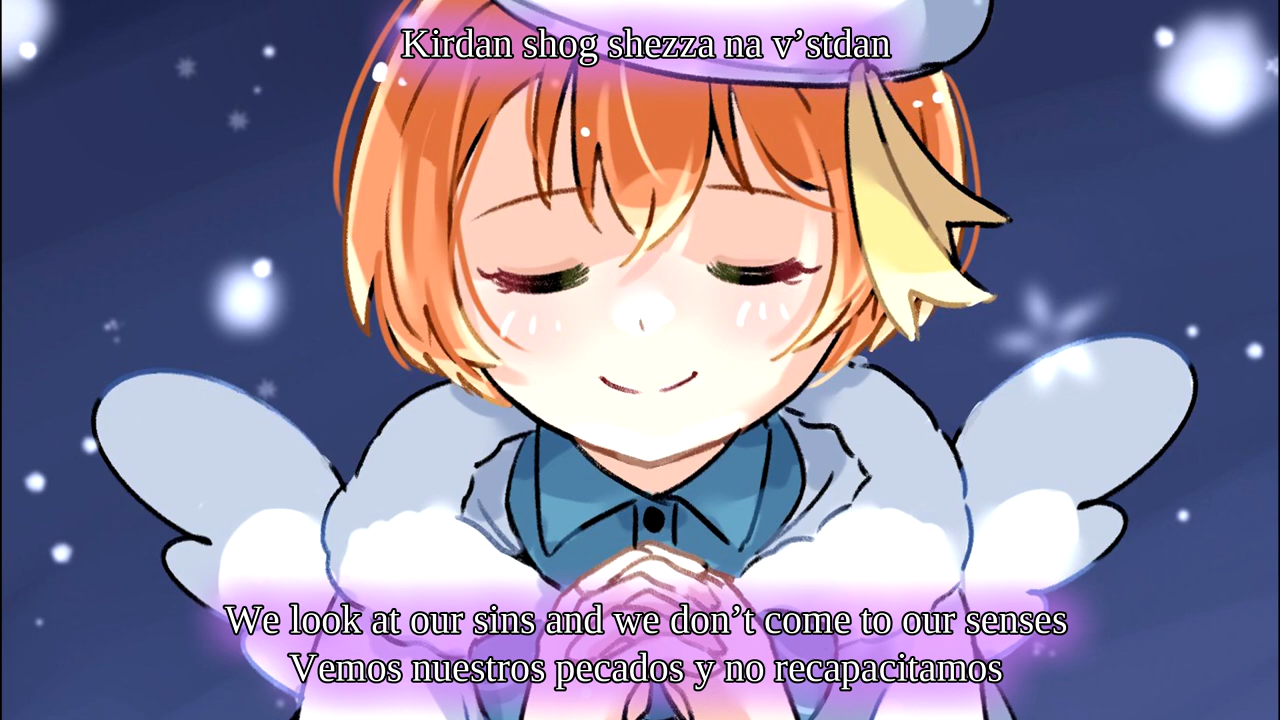 Kirdan shog shezza na v’stdan
We look at our sins and we don’t come to our senses
Vemos nuestros pecados y no recapacitamos